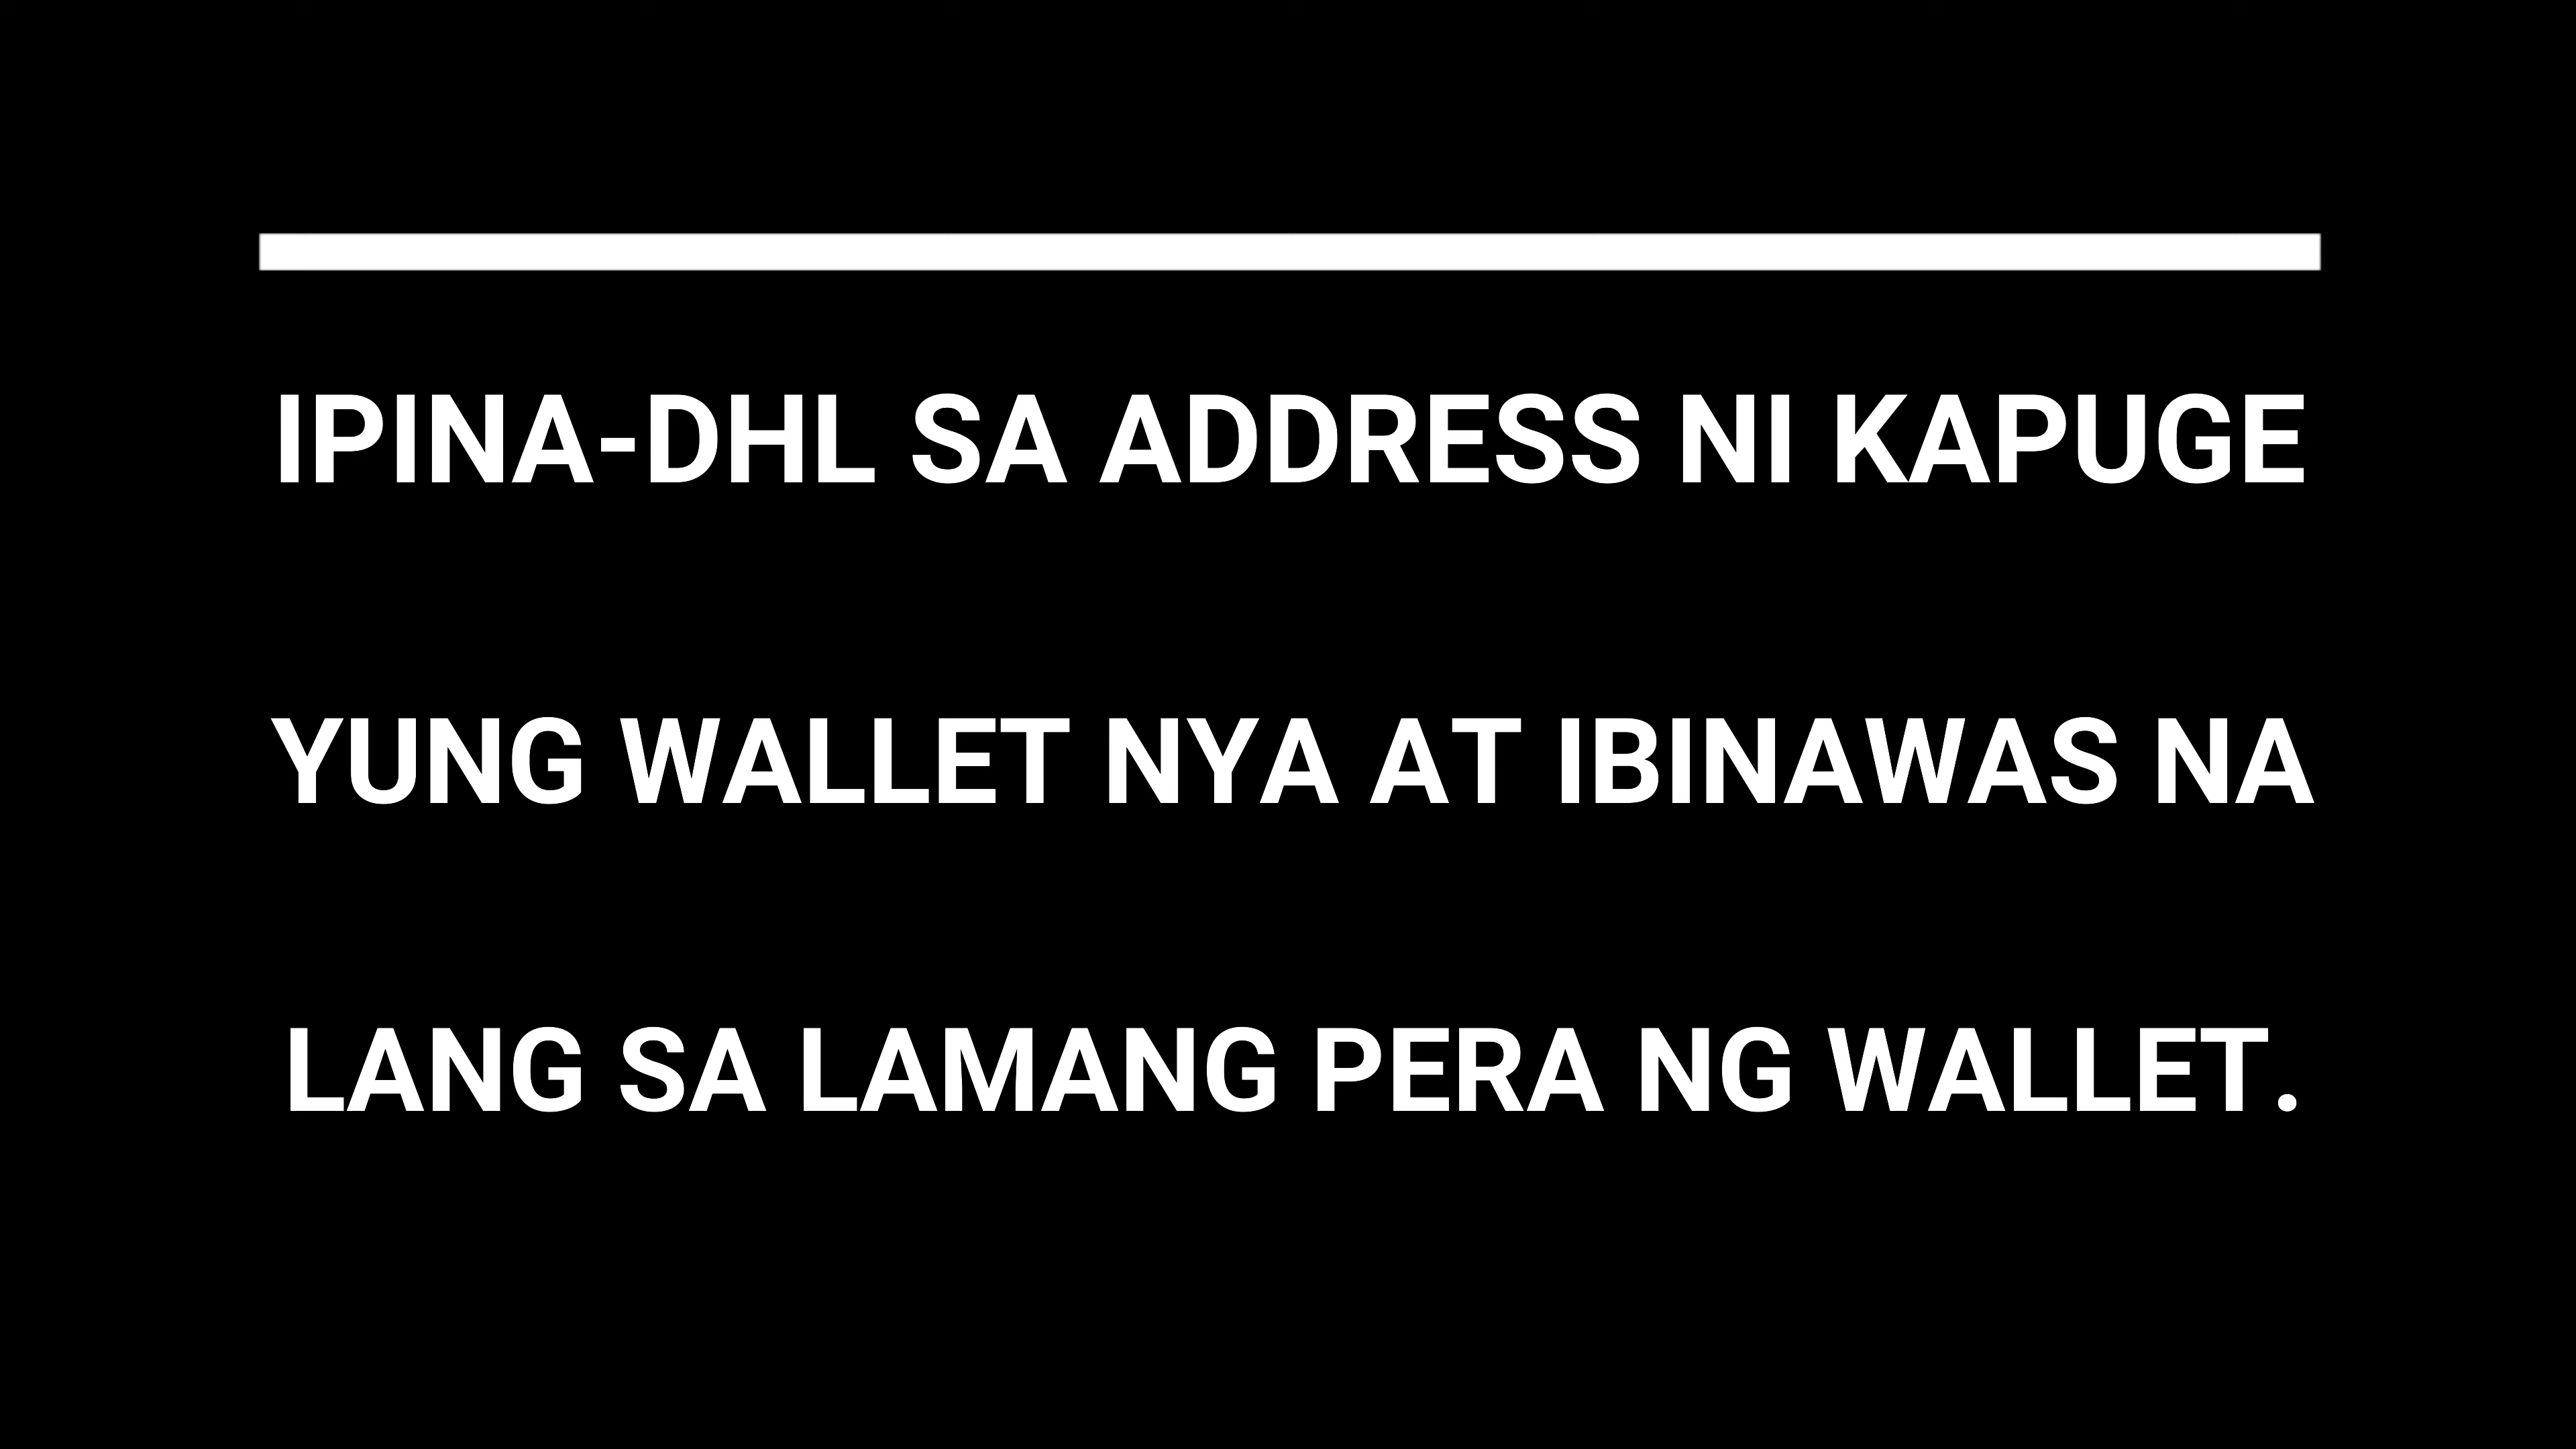 IPINA-DHL SA ADDRESS NI KAPUGE
YUNG WALLET NYA AT IBINAWAS NA
LANG SA LAMANG PERA NG WALLET.